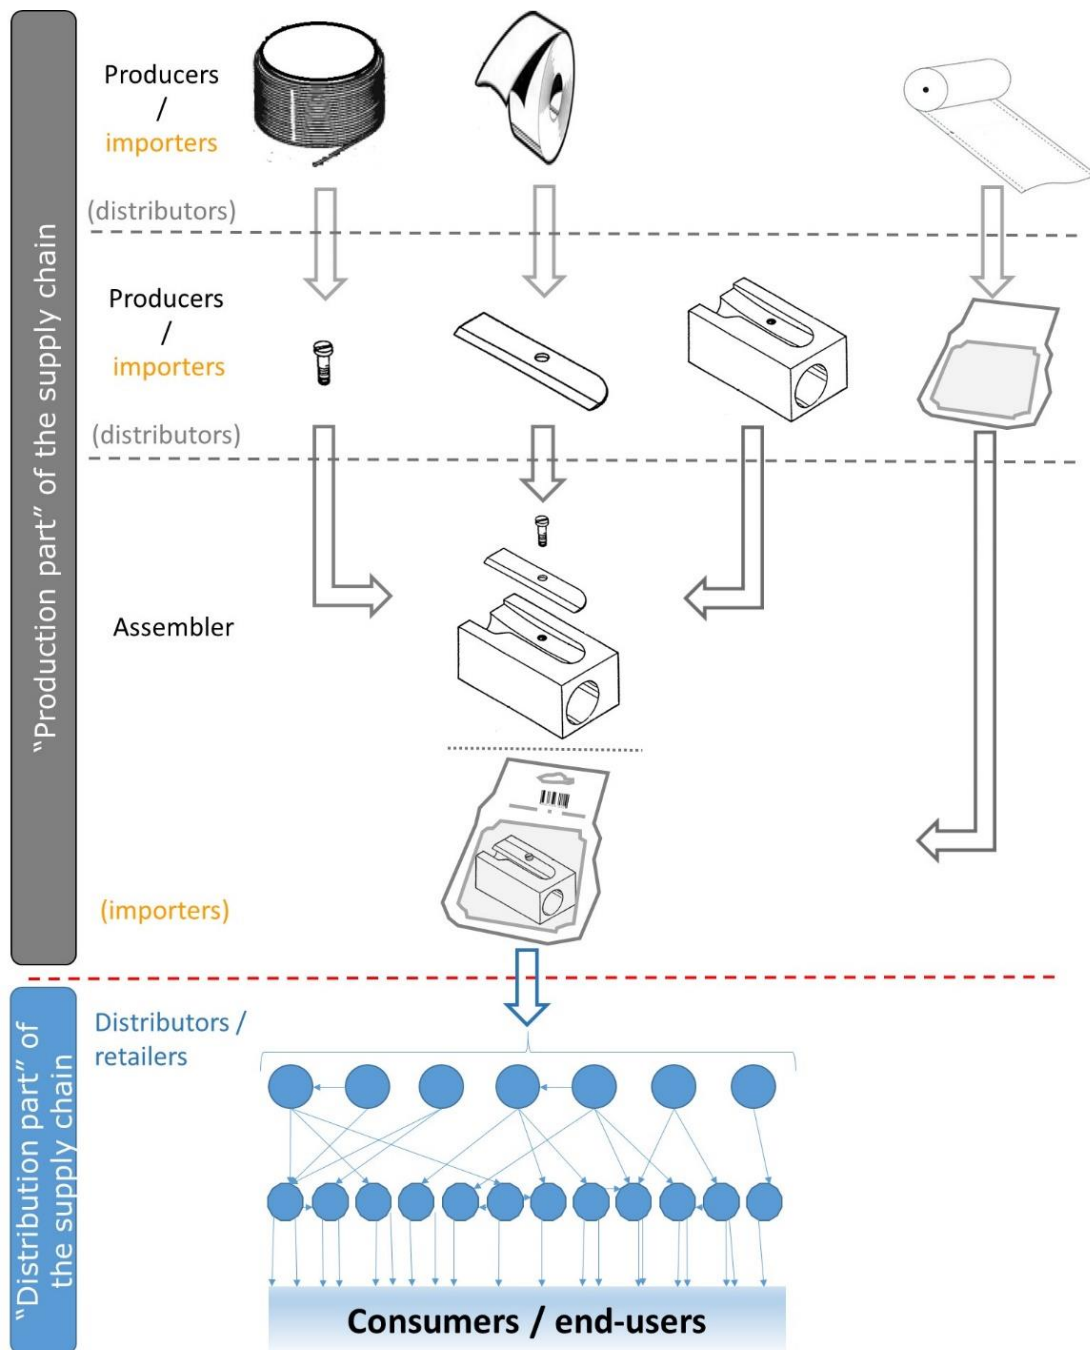 "Production part" of the supply chain
Producers
/
importers
(distributors)
Producers
/
importers
(distributors)
Assembler
(importers)
"Distribution part" of
the supply chain
Distributors /
retailers
Consumers / end-users